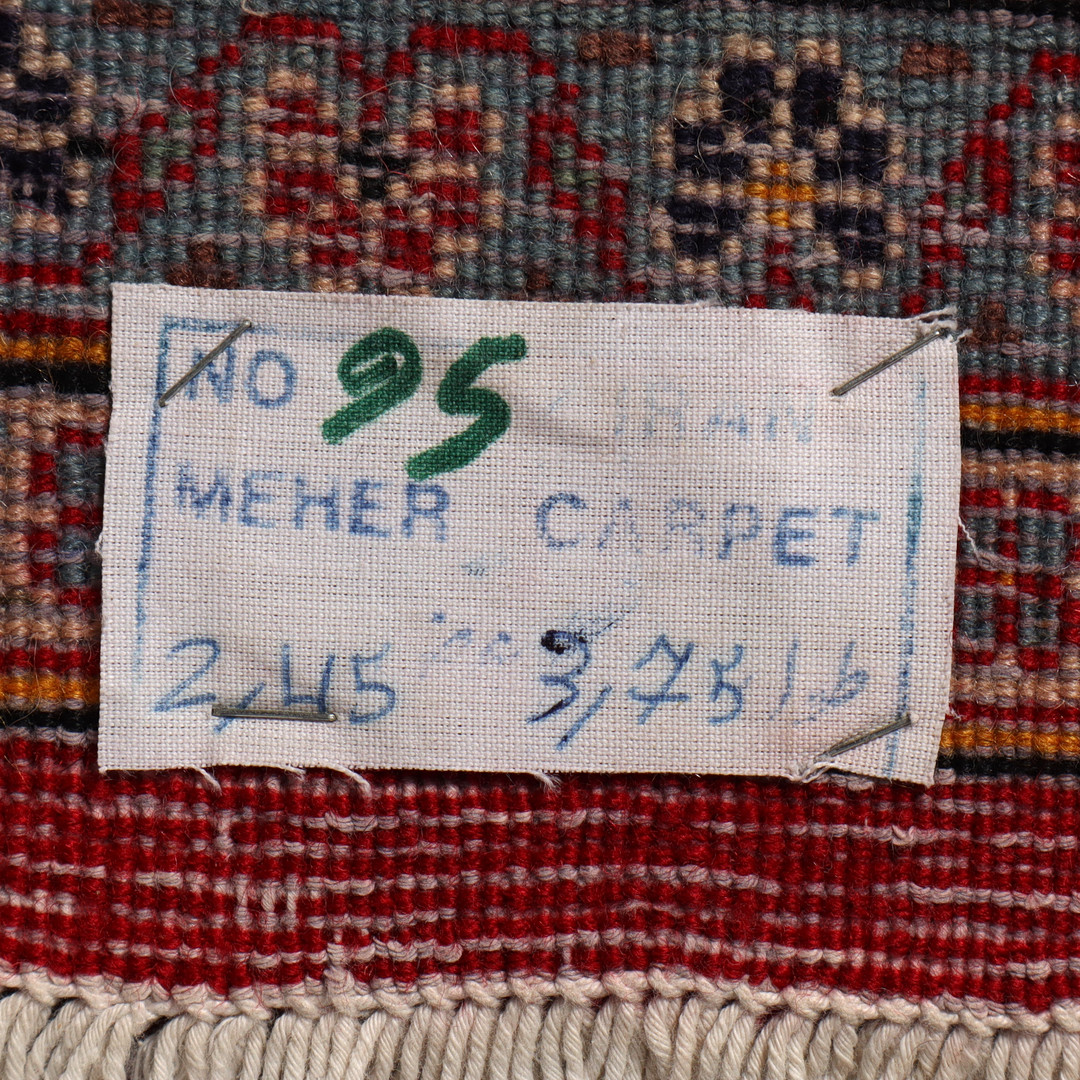 NO 95
MEHER CARPET
2,45 3,75